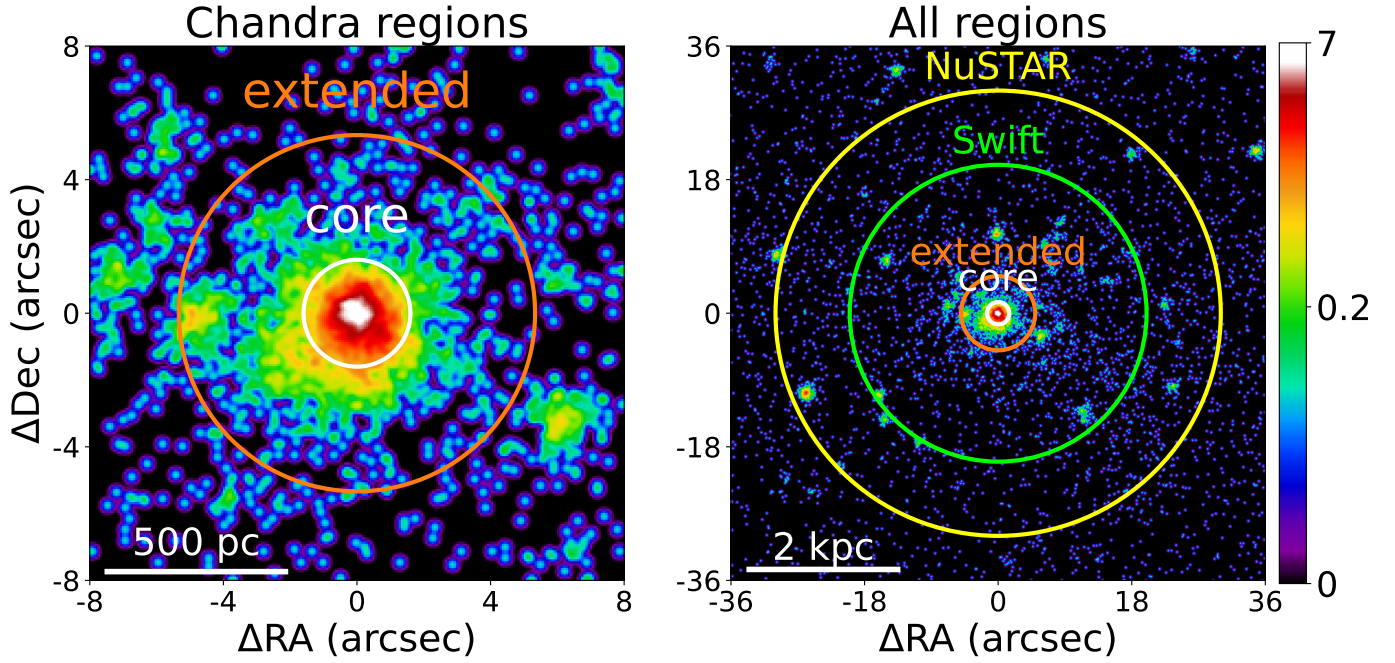 Chandra regions
8
4
0
-4
-8
ΔDec (arcsec)
extended
core
500 pc
-8
-4
0
4
8
ΔRA (arcsec)
All regions
36
18
0
-18
-36
NuSTAR
Swift
extended
core
2 kpc
-36
-18
0
18
36
ΔRA (arcsec)
7
0.2
0